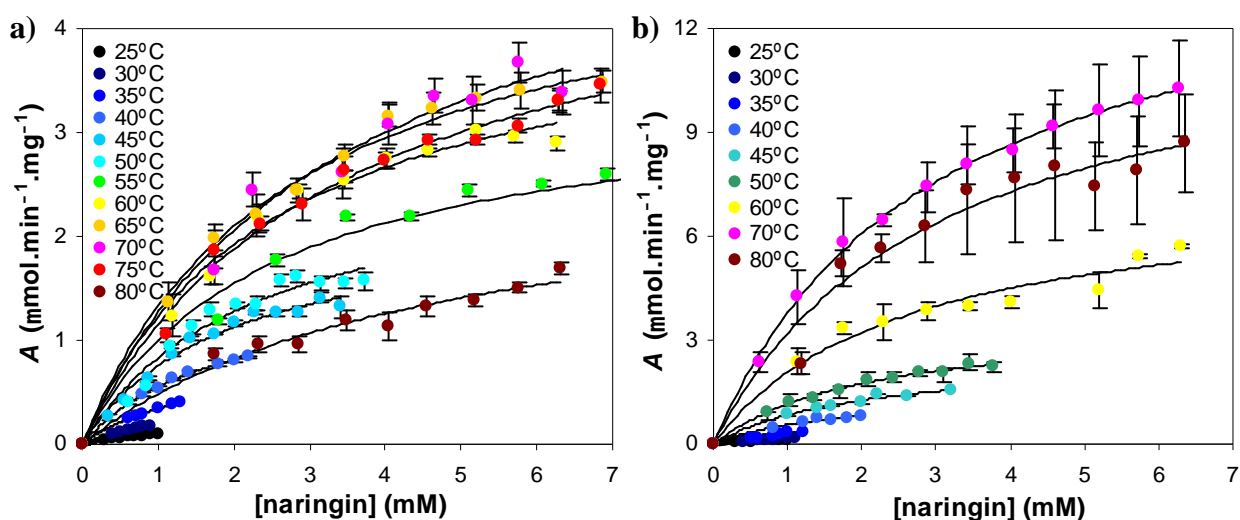 a)
4
3
2
1
0
A (mmol.min⁻¹.mg⁻¹)
25ºC
30ºC
35ºC
40ºC
45ºC
50ºC
55ºC
60ºC
65ºC
70ºC
75ºC
80ºC
0 1 2 3 4 5 6 7
[naringin] (mM)
b)
12
9
6
3
0
A (mmol.min⁻¹.mg⁻¹)
25ºC
30ºC
35ºC
40ºC
45ºC
50ºC
60ºC
70ºC
80ºC
0 1 2 3 4 5 6 7
[naringin] (mM)